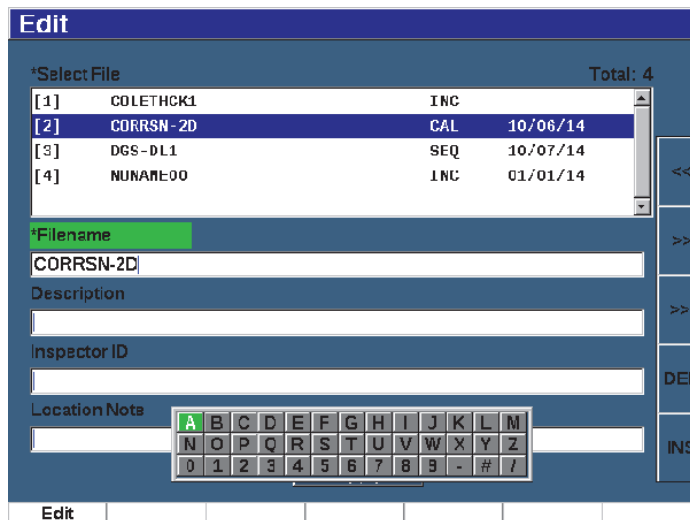 Edit
*Select File Total: 4
[1] COLETHCK1 INC
[2] CORRSN-2D CAL 10/06/14
[3] DGS-DL1 SEQ 10/07/14
[4] NUNAME00 INC 01/01/14
<<
*Filename
>>
CORRSN-2D
Description
>>
Inspector ID
DEL
Location Note
A B C D E F G H I J K L M
N O P Q R S T U V W X Y Z
INS
0 1 2 3 4 5 6 7 8 9 - # /
Edit